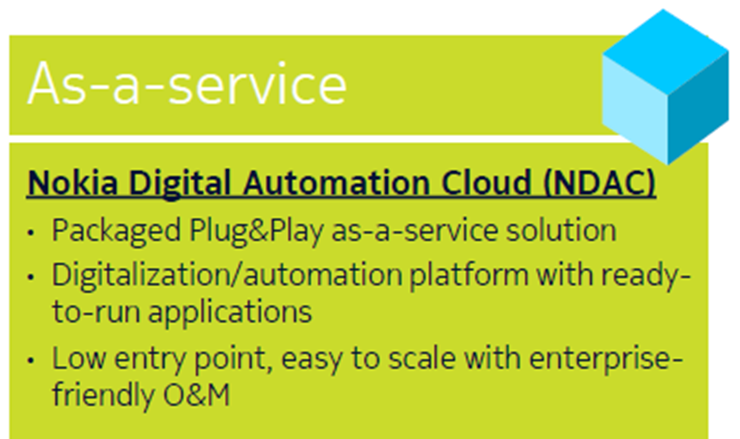 As-a-service
Nokia Digital Automation Cloud (NDAC)
• Packaged Plug&Play as-a-service solution
• Digitalization/automation platform with ready-
to-run applications
• Low entry point, easy to scale with enterprise-
friendly O&M